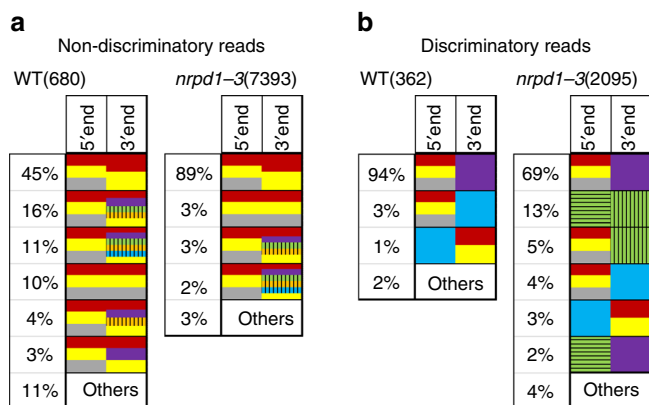 a
Non-discriminatory reads
WT(680)
5′end
3′end
45%
16%
11%
10%
4%
3%
11%
Others
nrpd1–3(7393)
5′end
3′end
89%
3%
3%
2%
3%
Others
b
Discriminatory reads
WT(362)
5′end
3′end
94%
3%
1%
2%
Others
nrpd1–3(2095)
5′end
3′end
69%
13%
5%
4%
3%
2%
4%
Others